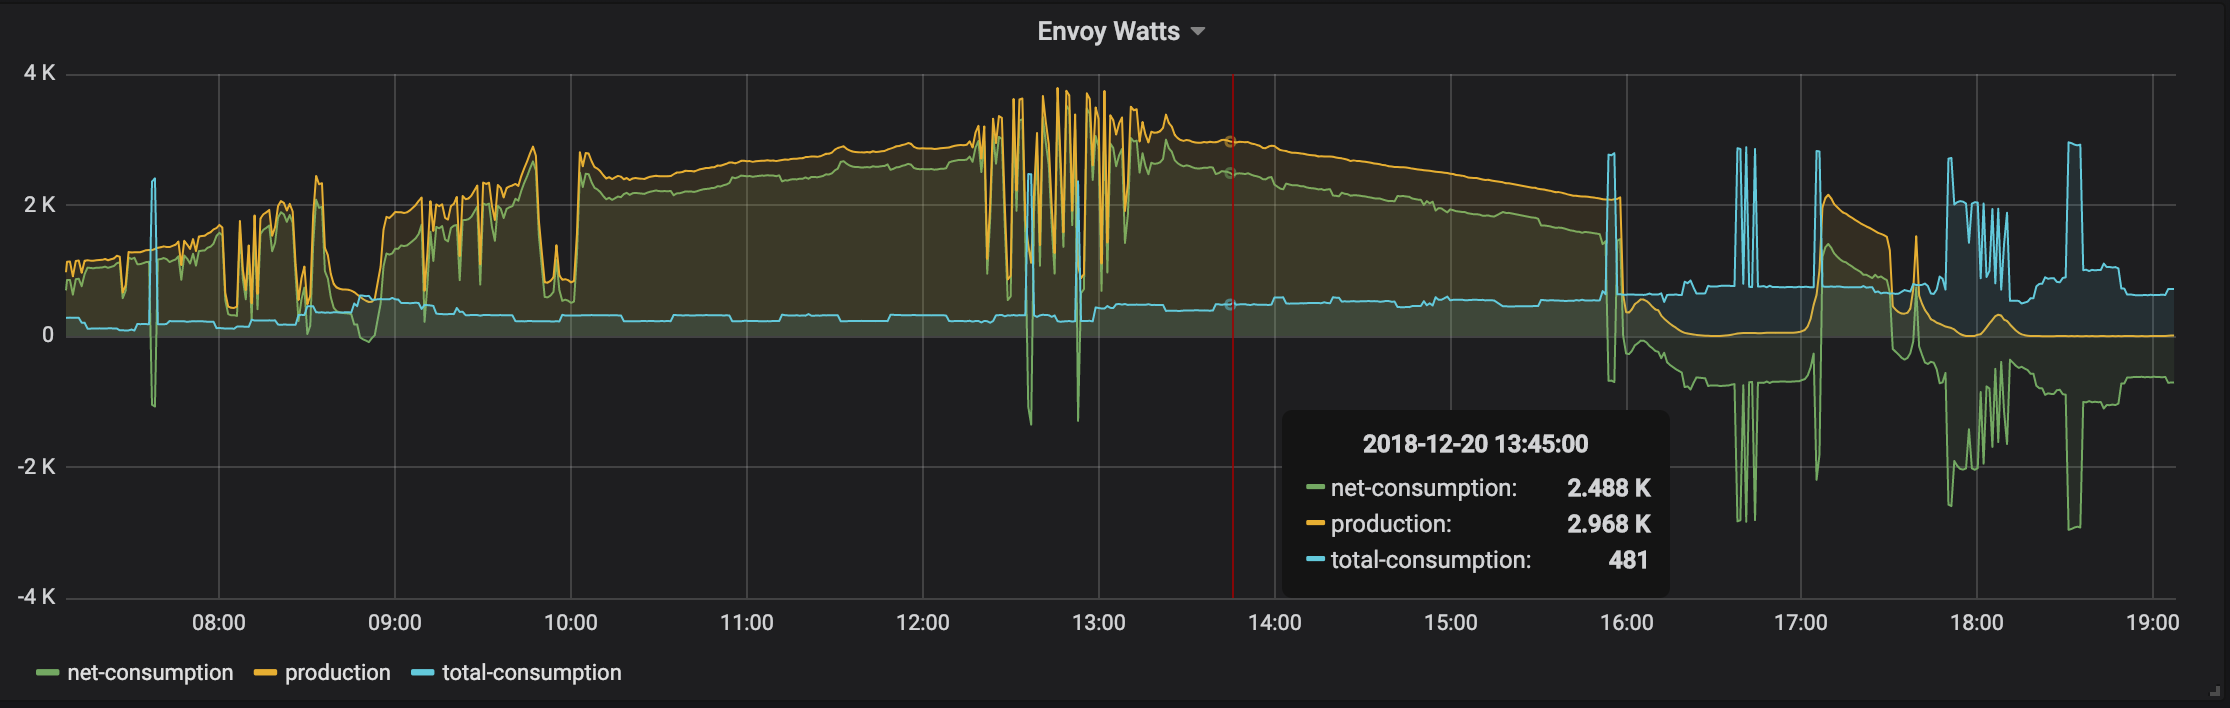 Envoy Watts
4 K
2 K
0
-2 K
-4 K
2018-12-20 13:45:00
net-consumption: 2.488 K
production: 2.968 K
total-consumption: 481
08:00 09:00 10:00 11:00 12:00 13:00 14:00 15:00 16:00 17:00 18:00 19:00
net-consumption production total-consumption